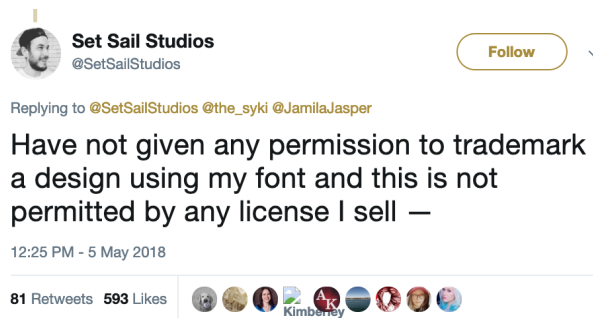 Set Sail Studios
@SetSailStudios
Follow
Replying to @SetSailStudios @the_syki @JamilaJasper
Have not given any permission to trademark
a design using my font and this is not
permitted by any license I sell —
12:25 PM - 5 May 2018
81 Retweets 593 Likes
AK
Kimberley